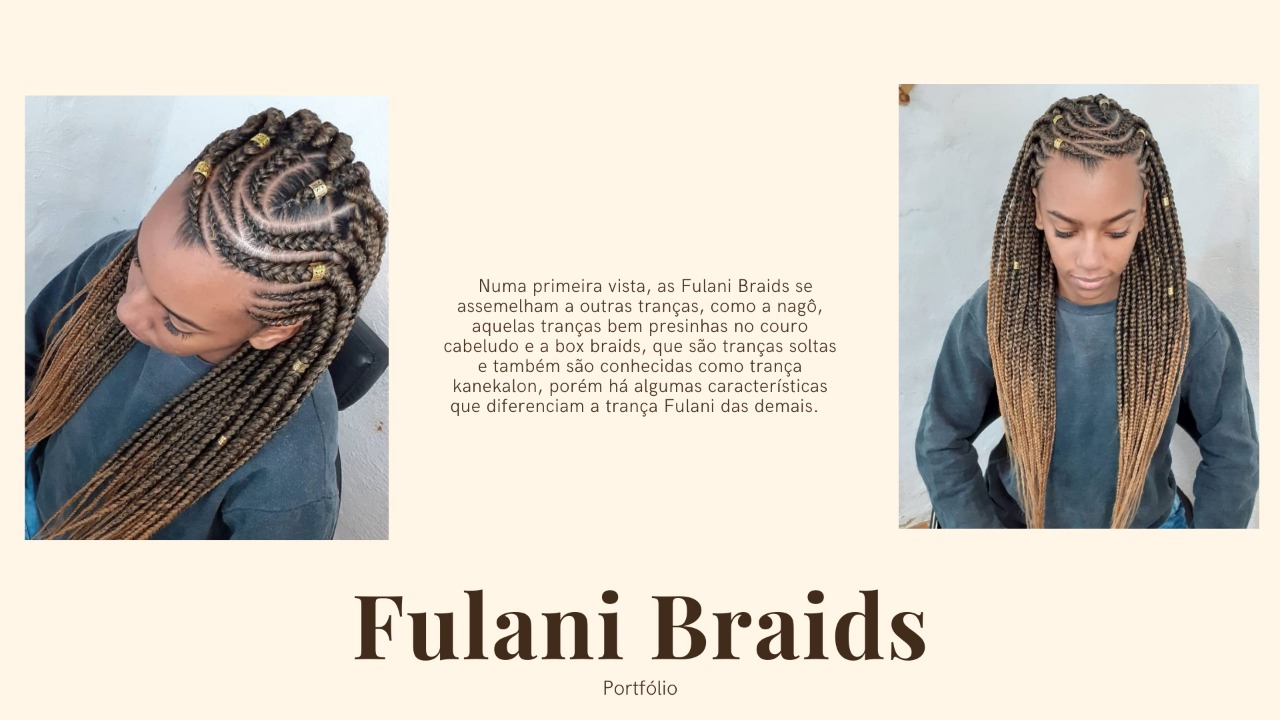 Numa primeira vista, as Fulani Braids se
assemelham a outras tranças, como a nagô,
aquelas tranças bem presinhas no couro
cabeludo e a box braids, que são tranças soltas
e também são conhecidas como trança
kanekalon, porém há algumas características
que diferenciam a trança Fulani das demais.
Fulani Braids
Portfólio